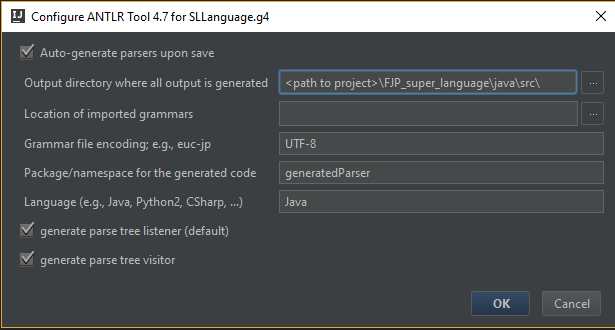 IJ Configure ANTLR Tool 4.7 for SLLanguage.g4
Auto-generate parsers upon save
Output directory where all output is generated <path to project>\FJP_super_language\java\src\ ...
Location of imported grammars ...
Grammar file encoding; e.g., euc-jp UTF-8
Package/namespace for the generated code generatedParser
Language (e.g., Java, Python2, CSharp, ...) Java
generate parse tree listener (default)
generate parse tree visitor
OK Cancel